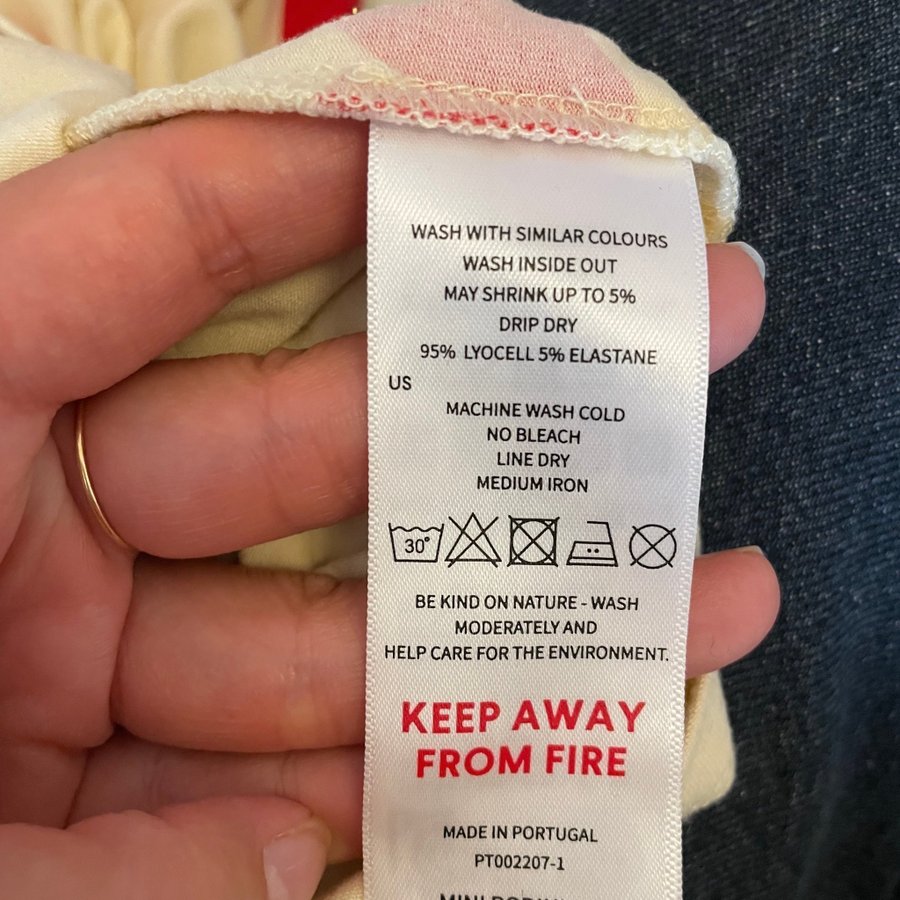 WASH WITH SIMILAR COLOURS
WASH INSIDE OUT
MAY SHRINK UP TO 5%
DRIP DRY
95% LYOCELL 5% ELASTANE
US
MACHINE WASH COLD
NO BLEACH
LINE DRY
MEDIUM IRON
30°
BE KIND ON NATURE - WASH
MODERATELY AND
HELP CARE FOR THE ENVIRONMENT.
KEEP AWAY
FROM FIRE
MADE IN PORTUGAL
PT002207-1